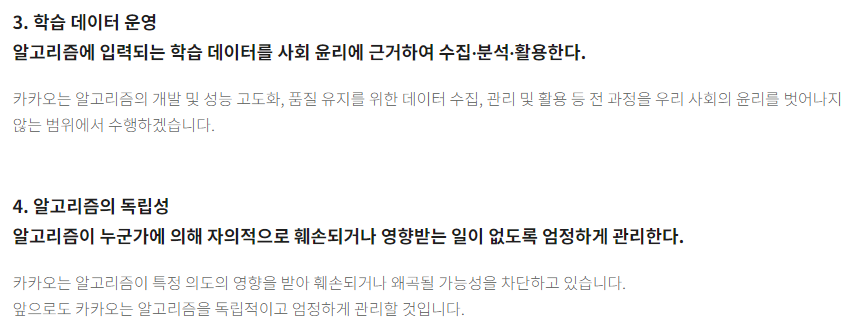 3. 학습 데이터 운영
알고리즘에 입력되는 학습 데이터를 사회 윤리에 근거하여 수집·분석·활용한다.
카카오는 알고리즘의 개발 및 성능 고도화, 품질 유지를 위한 데이터 수집, 관리 및 활용 등 전 과정을 우리 사회의 윤리를 벗어나지
않는 범위에서 수행하겠습니다.
4. 알고리즘의 독립성
알고리즘이 누군가에 의해 자의적으로 훼손되거나 영향받는 일이 없도록 엄정하게 관리한다.
카카오는 알고리즘이 특정 의도의 영향을 받아 훼손되거나 왜곡될 가능성을 차단하고 있습니다.
앞으로도 카카오는 알고리즘을 독립적이고 엄정하게 관리할 것입니다.